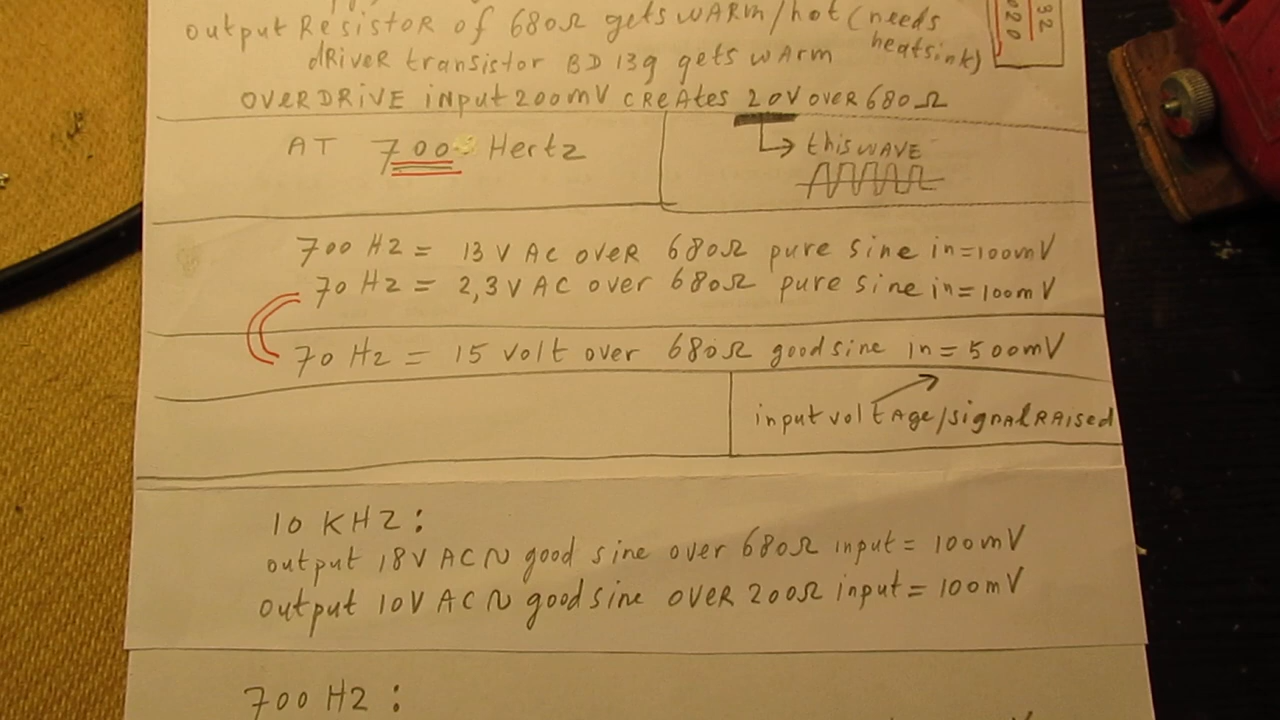 output Resistor of 680Ω gets WARM/hot (needs heatsink)
dRiveR transistor BD 139 gets wArm
OVERDRIVE input 200mV CReAtes 20V over 680Ω
AT 700 Hertz
this WAVE
700 HZ = 13 V AC oveR 680Ω pure Sine in=100mV
70 HZ = 2,3 V AC over 680Ω pure sine in=100mV
70 HZ = 15 volt over 680Ω good sine in=500mV
input voltAge/signAl RAised
10 KHZ:
output 18V AC ~ good sine over 680Ω input = 100mV
output 10V AC ~ good sine OVER 200Ω input = 100mV
700 HZ :
32
020